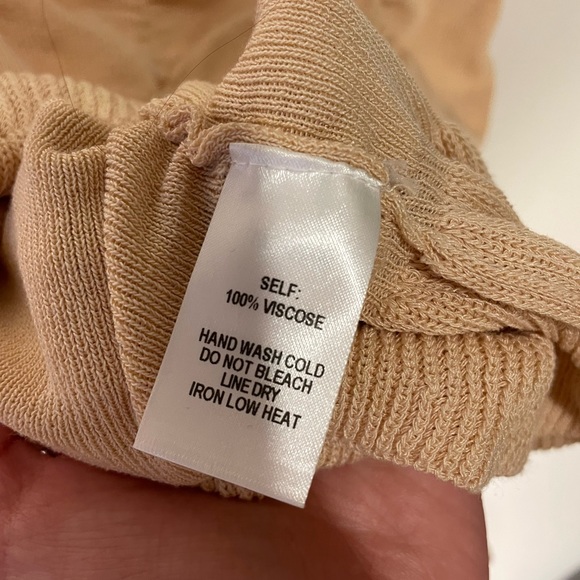 SELF:
100% VISCOSE
HAND WASH COLD
DO NOT BLEACH
LINE DRY
IRON LOW HEAT